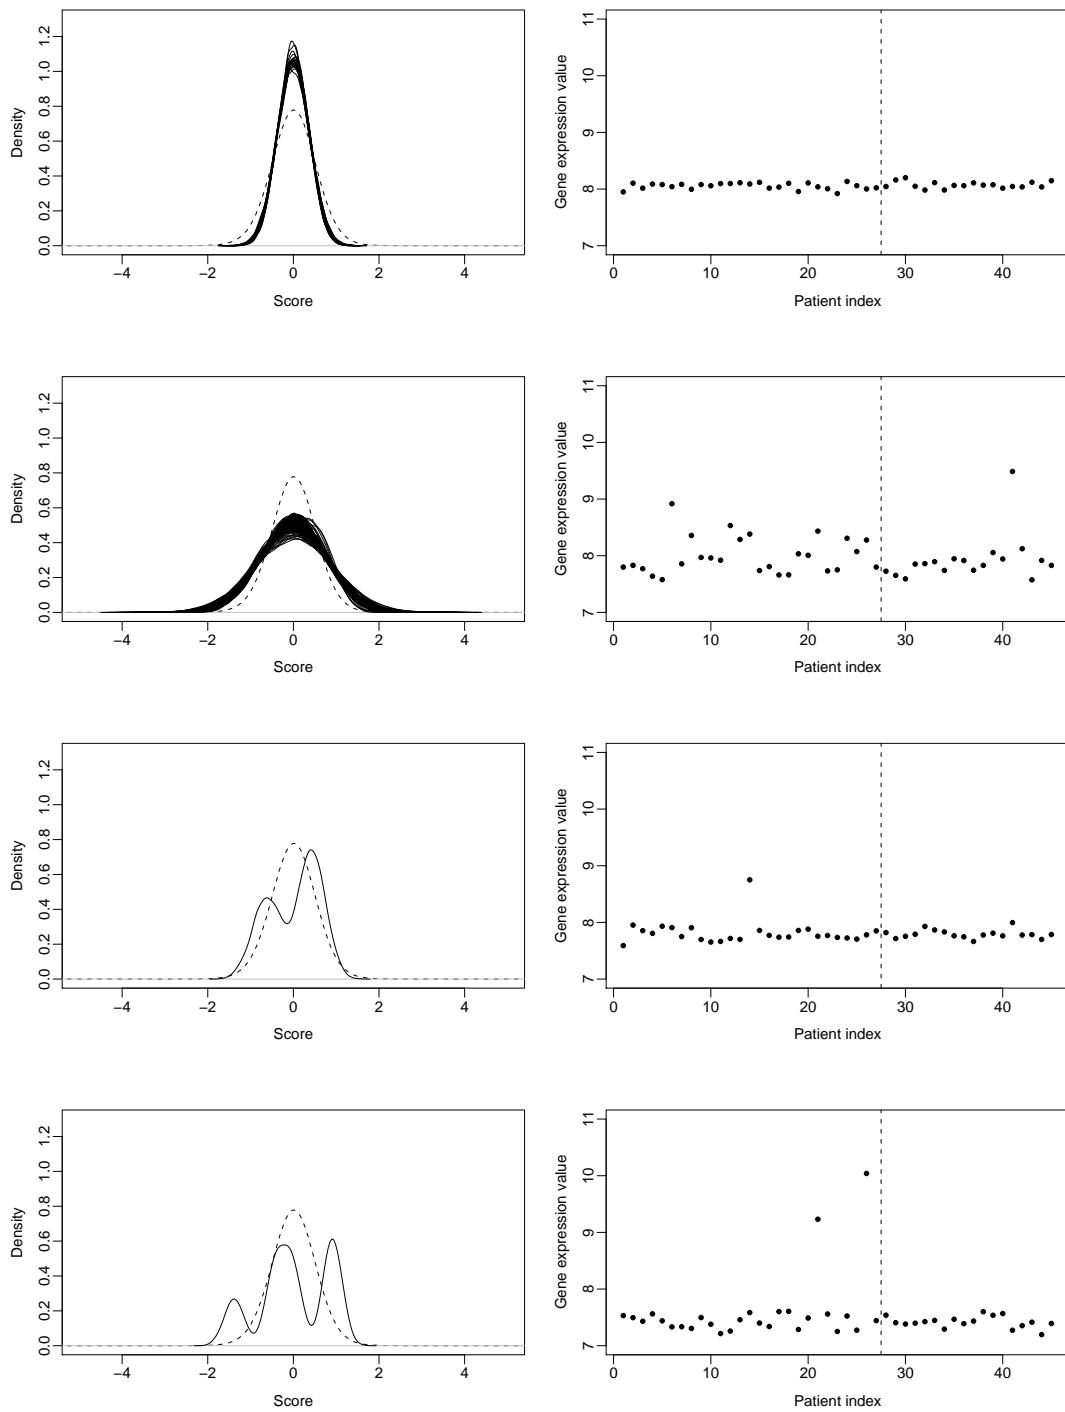 Density
0.0 0.2 0.4 0.6 0.8 1.0 1.2
−4 −2 0 2 4
Score
Gene expression value
7 8 9 10 11
0 10 20 30 40
Patient index
Density
0.0 0.2 0.4 0.6 0.8 1.0 1.2
−4 −2 0 2 4
Score
Gene expression value
7 8 9 10 11
0 10 20 30 40
Patient index
Density
0.0 0.2 0.4 0.6 0.8 1.0 1.2
−4 −2 0 2 4
Score
Gene expression value
7 8 9 10 11
0 10 20 30 40
Patient index
Density
0.0 0.2 0.4 0.6 0.8 1.0 1.2
−4 −2 0 2 4
Score
Gene expression value
7 8 9 10 11
0 10 20 30 40
Patient index